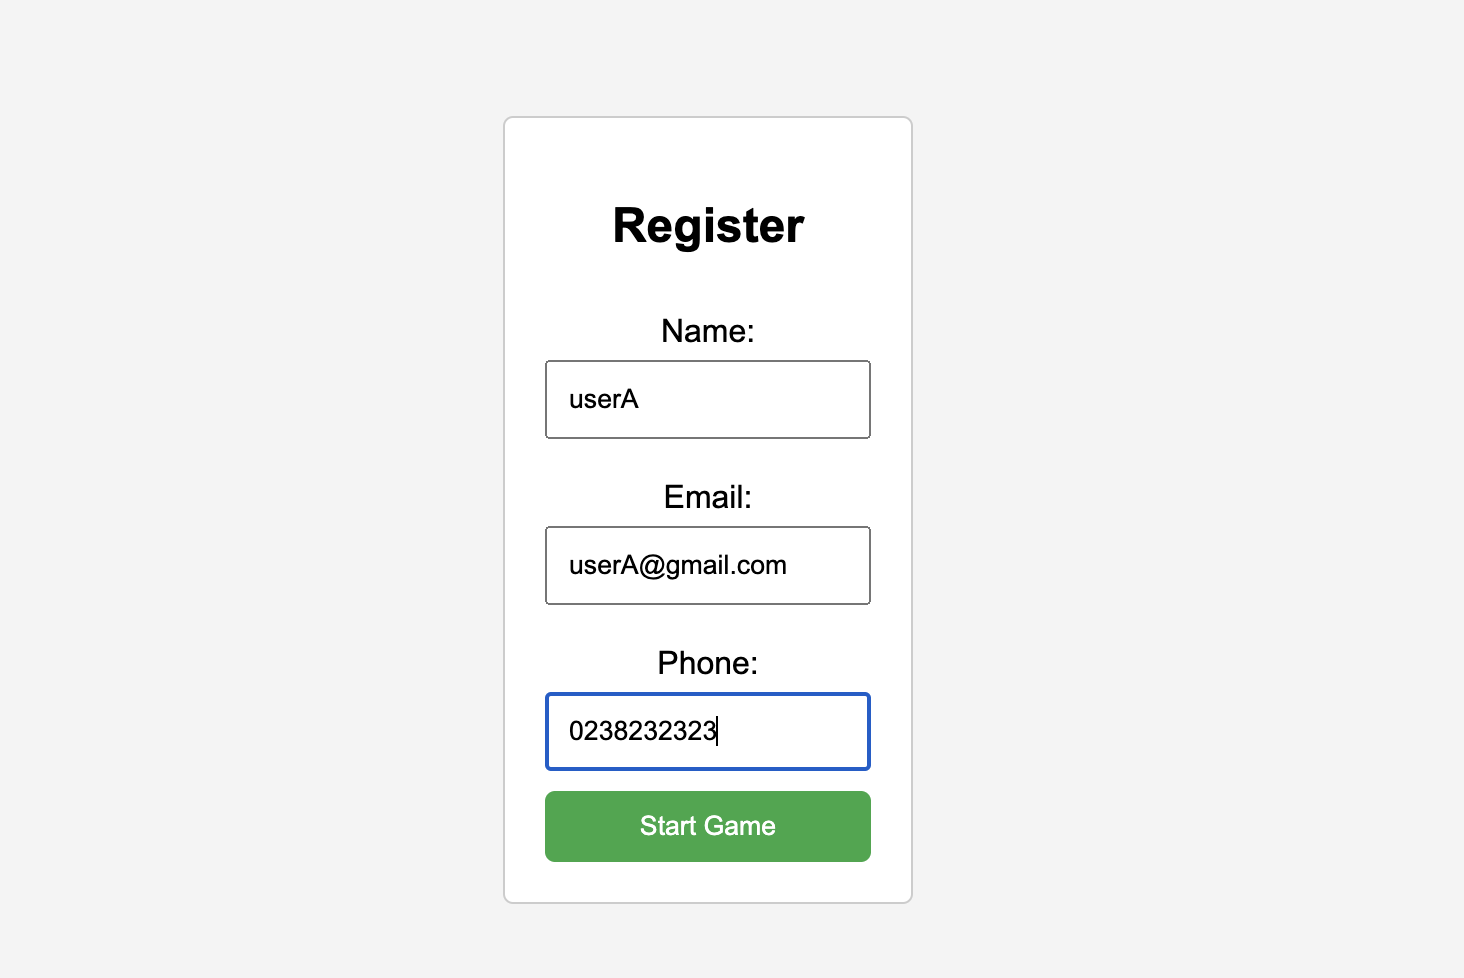 Register
Name:
userA
Email:
userA@gmail.com
Phone:
0238232323
Start Game